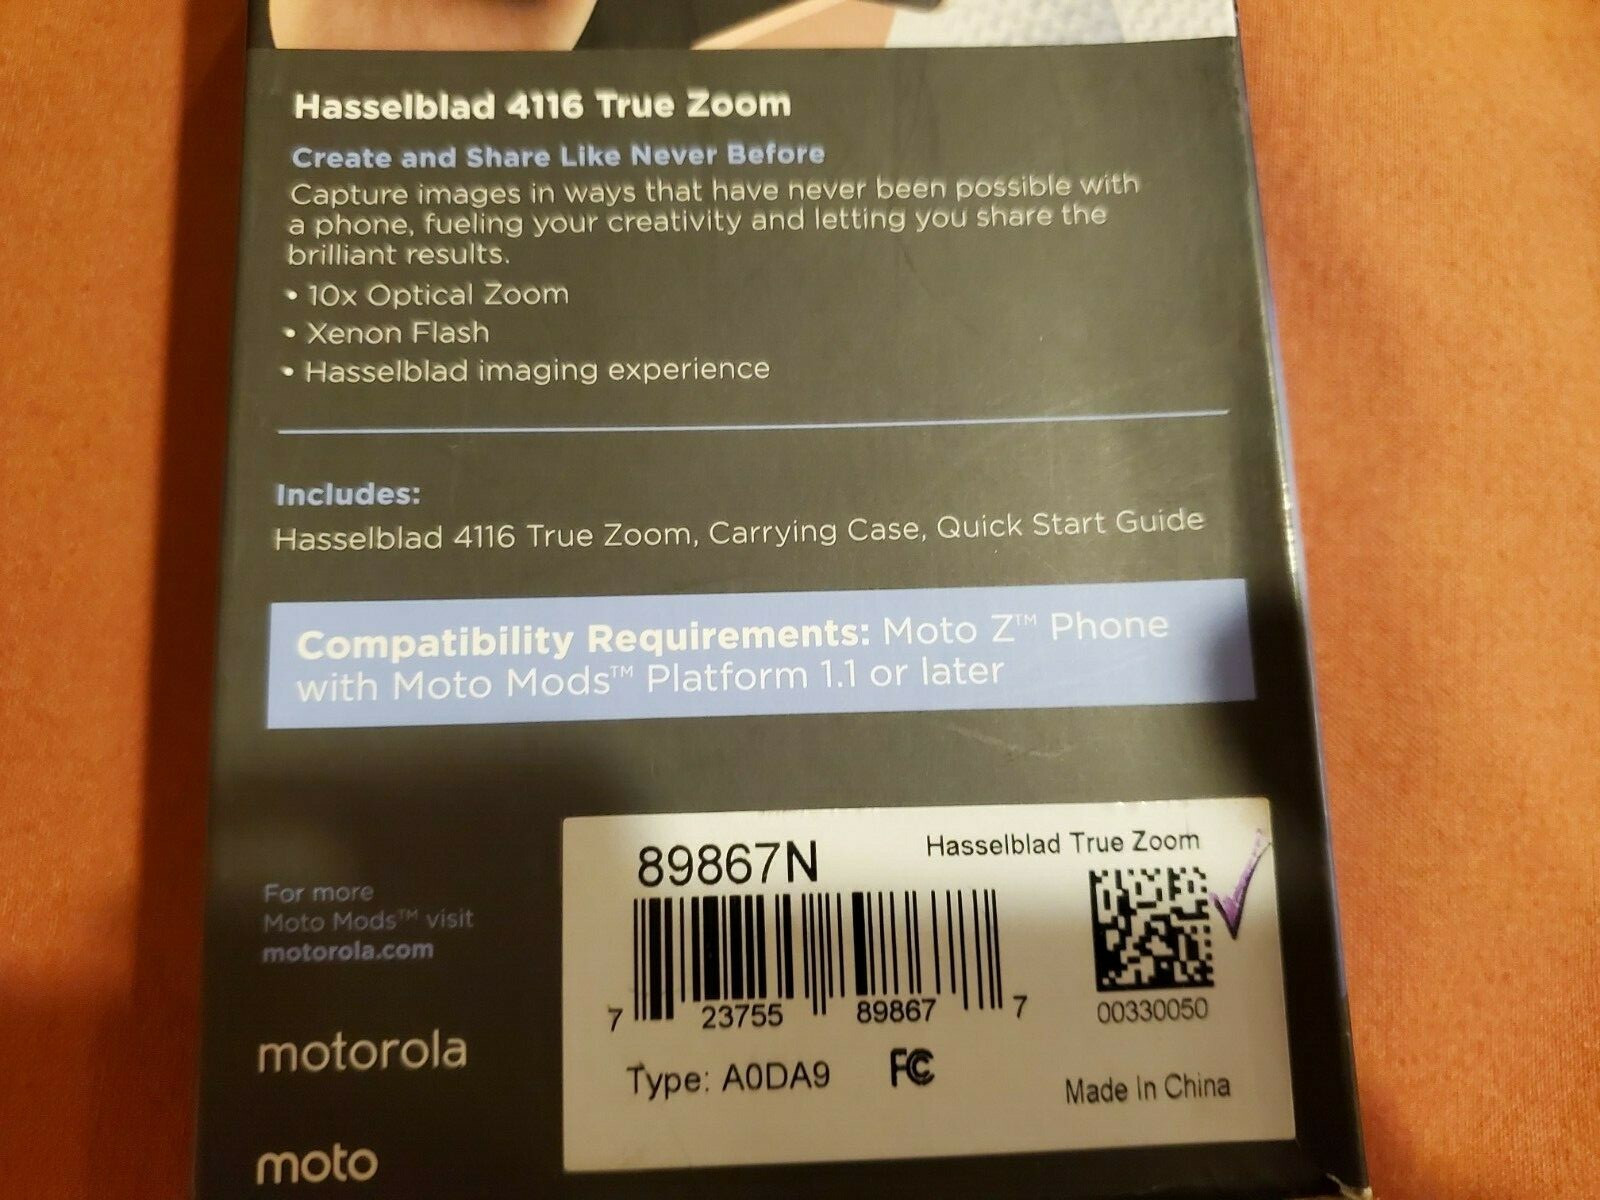 Hasselblad 4116 True Zoom
Create and Share Like Never Before
Capture images in ways that have never been possible with
a phone, fueling your creativity and letting you share the
brilliant results.
• 10x Optical Zoom
• Xenon Flash
• Hasselblad imaging experience
Includes:
Hasselblad 4116 True Zoom, Carrying Case, Quick Start Guide
Compatibility Requirements: Moto Z™ Phone
with Moto Mods™ Platform 1.1 or later
For more
Moto Mods™ visit
motorola.com
motorola
moto
89867N
Hasselblad True Zoom
7 23755 89867 7
00330050
Type: A0DA9
FC
Made In China